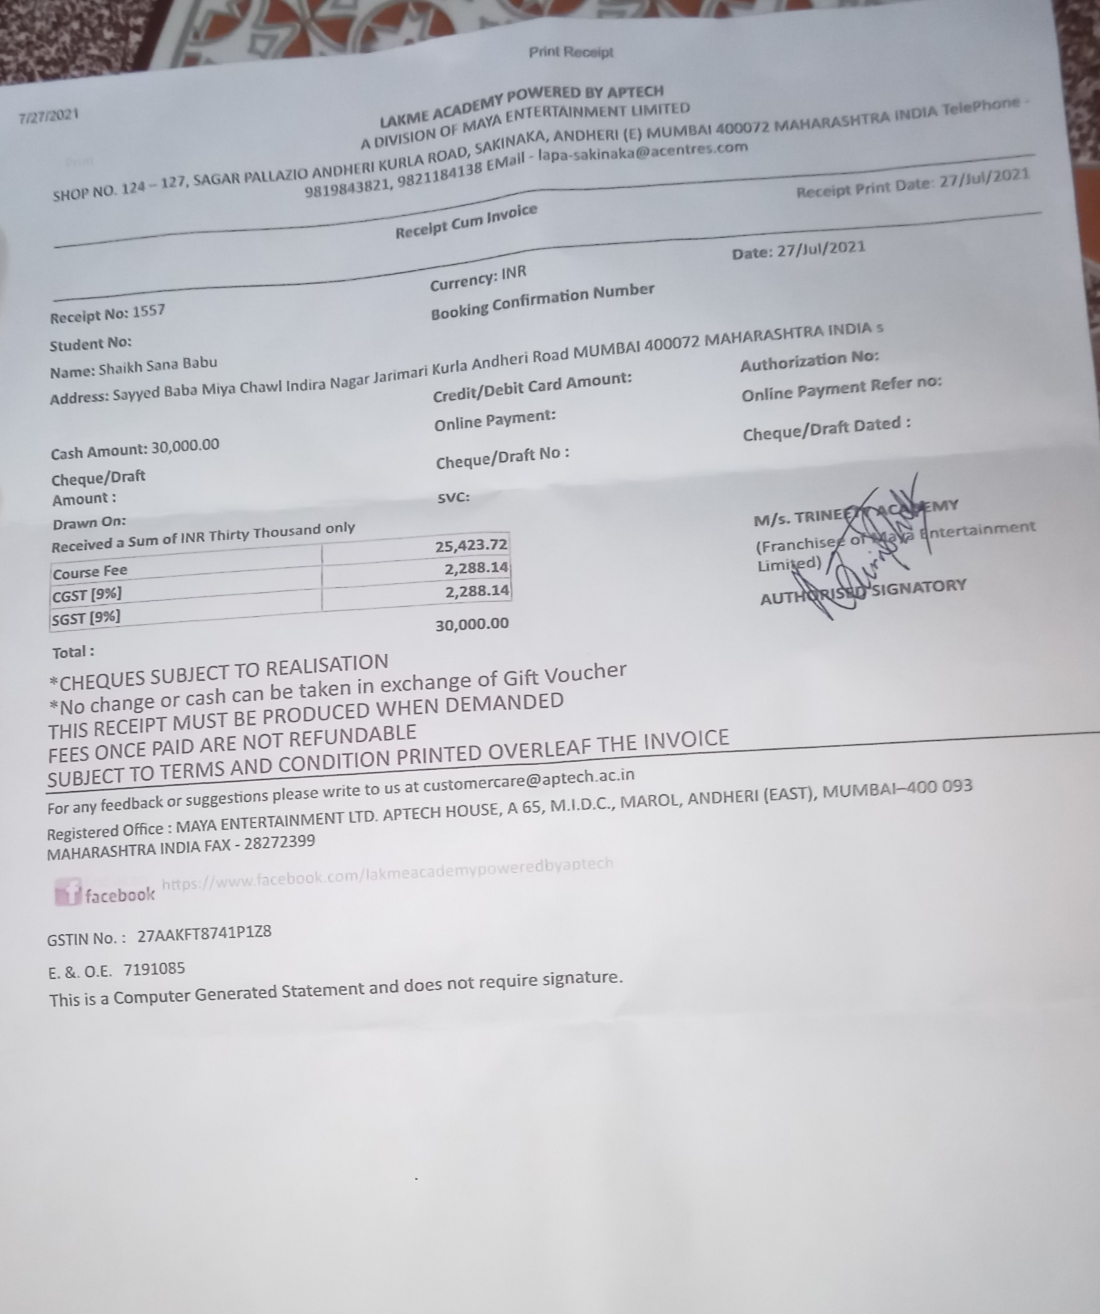 Print Receipt
7/27/2021
LAKME ACADEMY POWERED BY APTECH
A DIVISION OF MAYA ENTERTAINMENT LIMITED
SHOP NO. 124 – 127, SAGAR PALLAZIO ANDHERI KURLA ROAD, SAKINAKA, ANDHERI (E) MUMBAI 400072 MAHARASHTRA INDIA TelePhone -
9819843821, 9821184138 EMail - lapa-sakinaka@acentres.com
Receipt Cum Invoice
Receipt Print Date: 27/Jul/2021
Receipt No: 1557
Currency: INR
Date: 27/Jul/2021
Student No:
Booking Confirmation Number
Name: Shaikh Sana Babu
Address: Sayyed Baba Miya Chawl Indira Nagar Jarimari Kurla Andheri Road MUMBAI 400072 MAHARASHTRA INDIA s
Cash Amount: 30,000.00
Credit/Debit Card Amount:
Authorization No:
Online Payment:
Online Payment Refer no:
Cheque/Draft
Amount :
Cheque/Draft No :
Cheque/Draft Dated :
Drawn On:
SVC:
Received a Sum of INR Thirty Thousand only
Course Fee 25,423.72
CGST [9%] 2,288.14
SGST [9%] 2,288.14
Total : 30,000.00
M/s. TRINEETR ACADEMY
(Franchisee of Maya Entertainment
Limited)
AUTHORISED SIGNATORY
*CHEQUES SUBJECT TO REALISATION
*No change or cash can be taken in exchange of Gift Voucher
THIS RECEIPT MUST BE PRODUCED WHEN DEMANDED
FEES ONCE PAID ARE NOT REFUNDABLE
SUBJECT TO TERMS AND CONDITION PRINTED OVERLEAF THE INVOICE
For any feedback or suggestions please write to us at customercare@aptech.ac.in
Registered Office : MAYA ENTERTAINMENT LTD. APTECH HOUSE, A 65, M.I.D.C., MAROL, ANDHERI (EAST), MUMBAI–400 093
MAHARASHTRA INDIA FAX - 28272399
facebook https://www.facebook.com/lakmeacademypoweredbyaptech
GSTIN No. : 27AAKFT8741P1Z8
E. &. O.E. 7191085
This is a Computer Generated Statement and does not require signature.